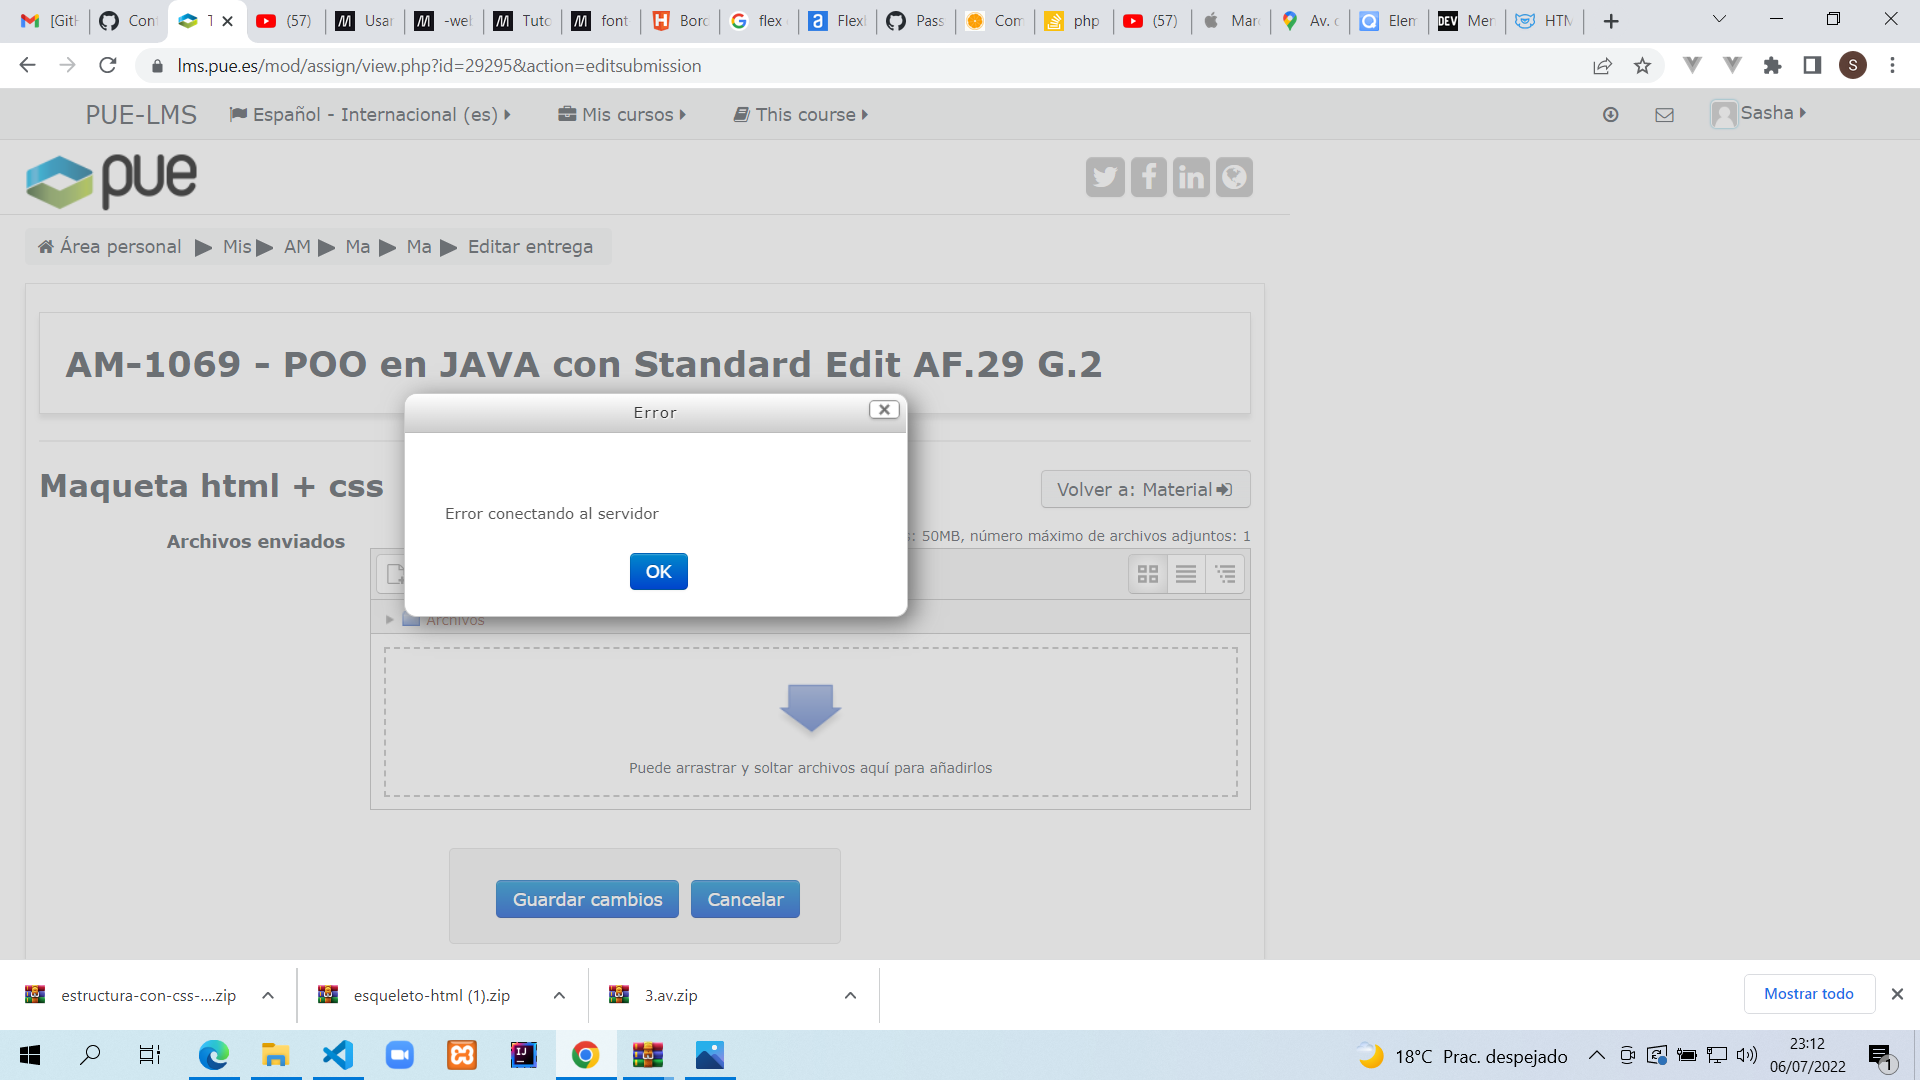 [Gitl
Con
T
(57)
Usar
-web
Tuto
font
Bord
flex
Flex
Pass
Com
php
(57)
Mar
Av. c
Elem
DEV Mer
HTM
lms.pue.es/mod/assign/view.php?id=29295&action=editsubmission
S
PUE-LMS
Español - Internacional (es)
Mis cursos
This course
Sasha
pue
Área personal ▶ Mis ▶ AM ▶ Ma ▶ Ma ▶ Editar entrega
AM-1069 - POO en JAVA con Standard Edit AF.29 G.2
Error
Maqueta html + css
Volver a: Material
Error conectando al servidor
Archivos enviados
: 50MB, número máximo de archivos adjuntos: 1
OK
Archivos
Puede arrastrar y soltar archivos aquí para añadirlos
Guardar cambios
Cancelar
estructura-con-css-....zip
esqueleto-html (1).zip
3.av.zip
Mostrar todo
18°C Prac. despejado
23:12
06/07/2022
1